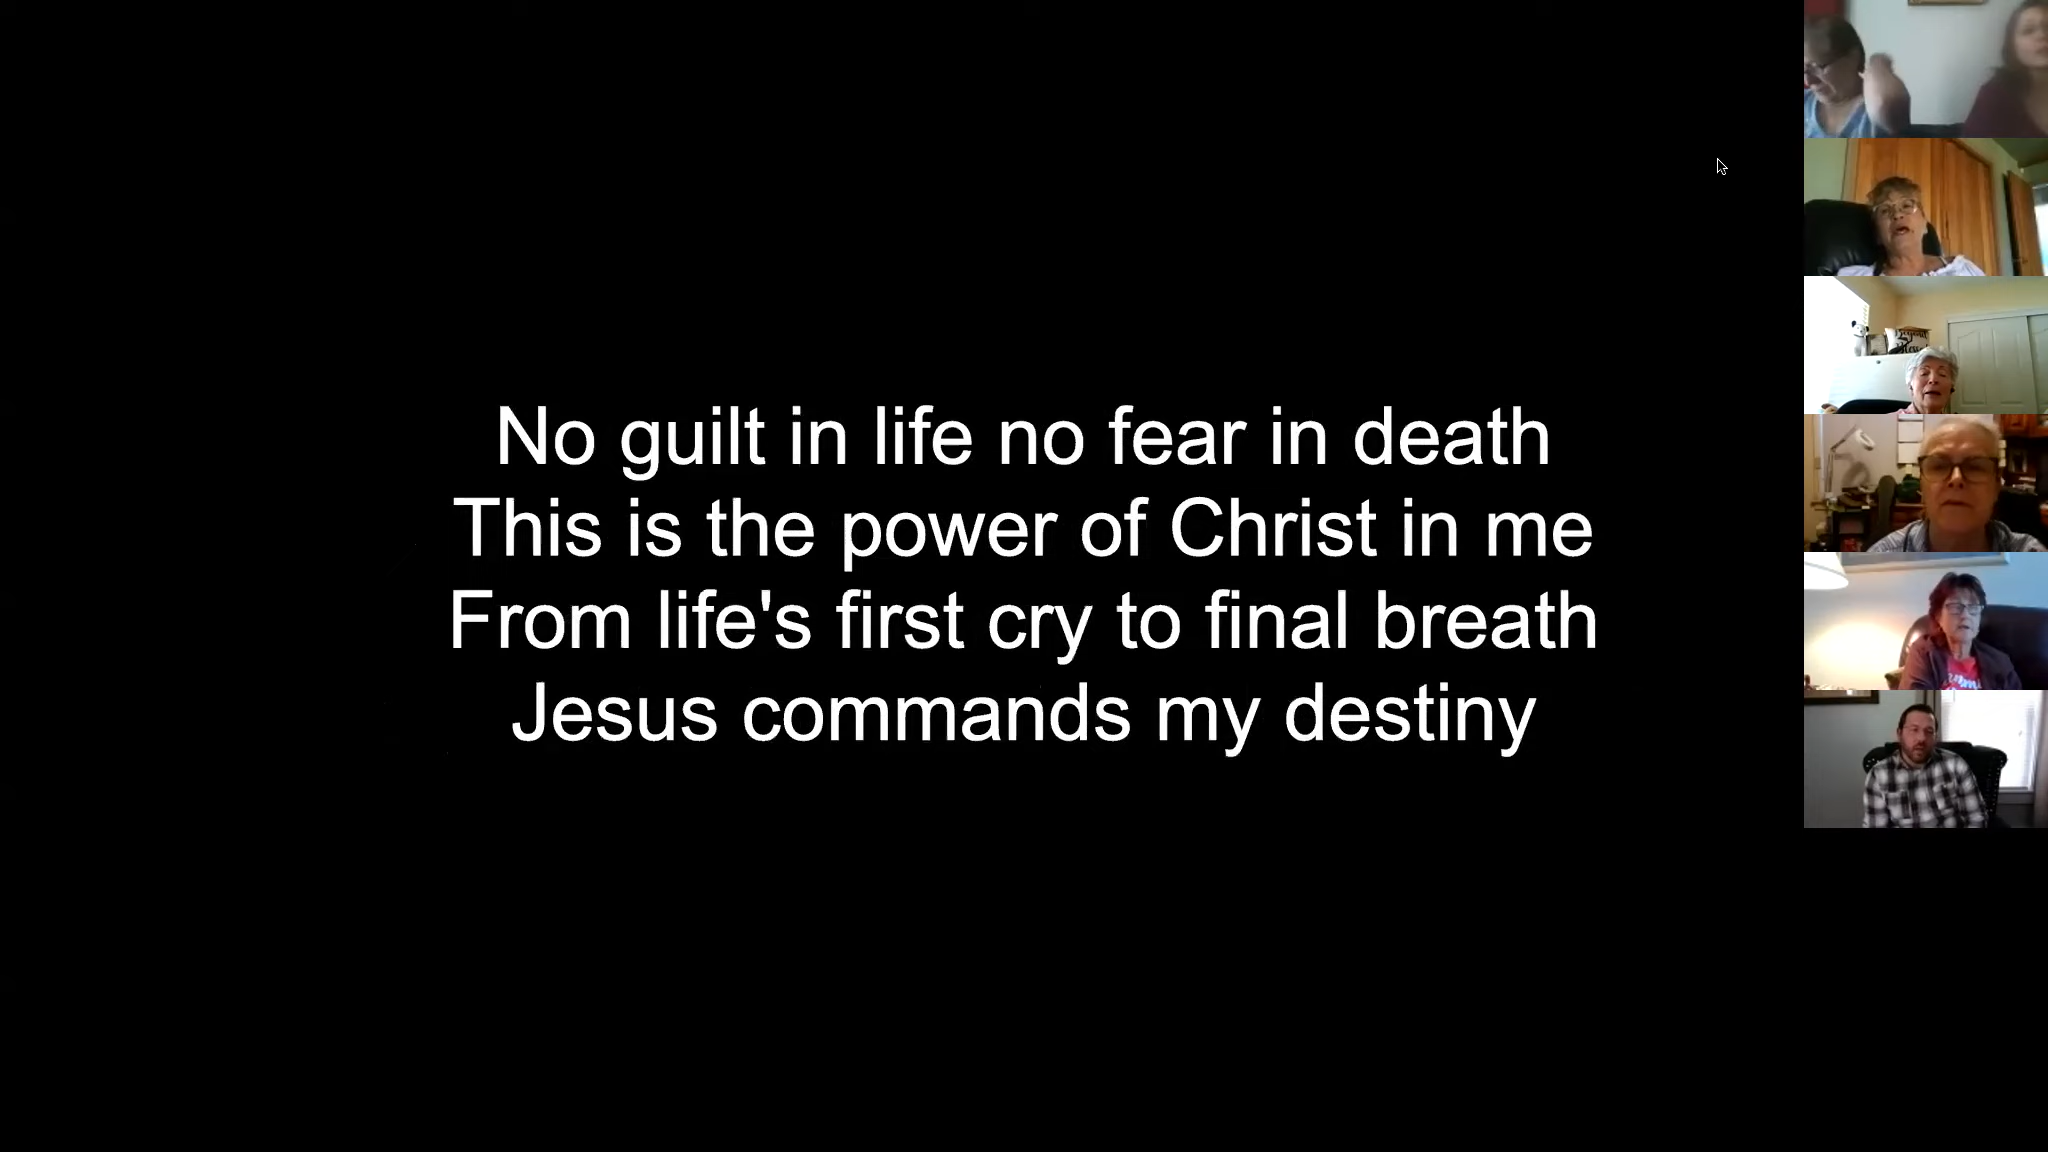 No guilt in life no fear in death
This is the power of Christ in me
From life's first cry to final breath
Jesus commands my destiny